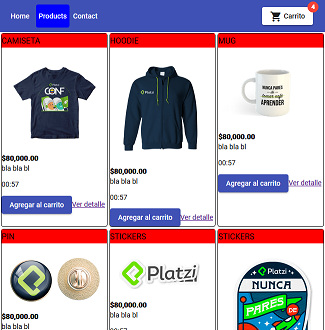 Home Products Contact
Carrito
4
CAMISETA
CONF
$80,000.00
bla bla bl
00:57
Agregar al carrito Ver detalle
HOODIE
Platzi
$80,000.00
bla bla bl
00:57
Agregar al carrito Ver detalle
MUG
NUNCA PARES
de
APRENDER
$80,000.00
bla bla bl
00:57
Agregar al carrito Ver detalle
PIN
$80,000.00
bla bla bl
STICKERS
Platzi
$80,000.00
bla bla bl
STICKERS
Platzi
NUNCA
PARES
DE